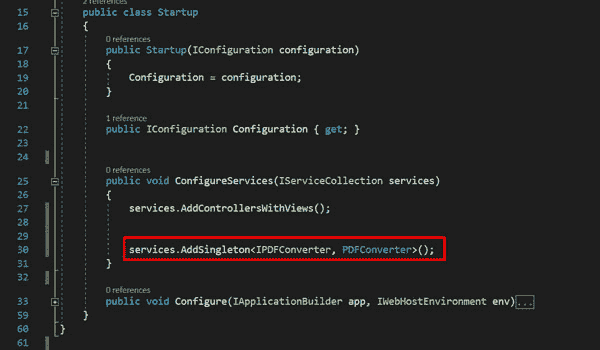 2 references
15 public class Startup
16 {
0 references
17 public Startup(IConfiguration configuration)
18 {
19 Configuration = configuration;
20 }
21
1 reference
22 public IConfiguration Configuration { get; }
23
24
0 references
25 public void ConfigureServices(IServiceCollection services)
26 {
27 services.AddControllersWithViews();
28
29
30 services.AddSingleton<IPDFConverter, PDFConverter>();
31 }
32
0 references
33 public void Configure(IApplicationBuilder app, IWebHostEnvironment env)...
59 }
60 }
61